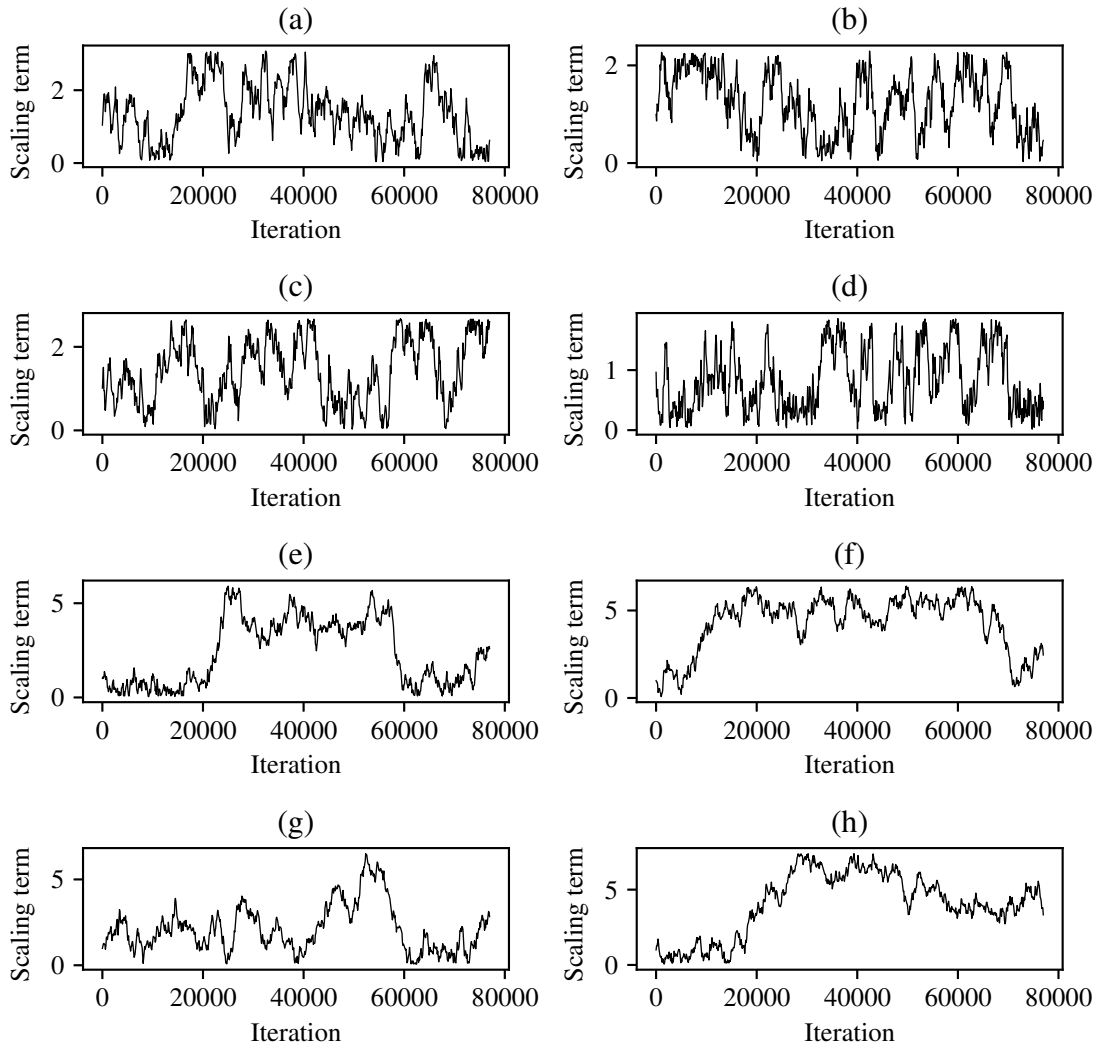 (a)
Scaling term
2
0
0 20000 40000 60000 80000
Iteration
(b)
Scaling term
2
0
0 20000 40000 60000 80000
Iteration
(c)
Scaling term
2
0
0 20000 40000 60000 80000
Iteration
(d)
Scaling term
1
0
0 20000 40000 60000 80000
Iteration
(e)
Scaling term
5
0
0 20000 40000 60000 80000
Iteration
(f)
Scaling term
5
0
0 20000 40000 60000 80000
Iteration
(g)
Scaling term
5
0
0 20000 40000 60000 80000
Iteration
(h)
Scaling term
5
0
0 20000 40000 60000 80000
Iteration